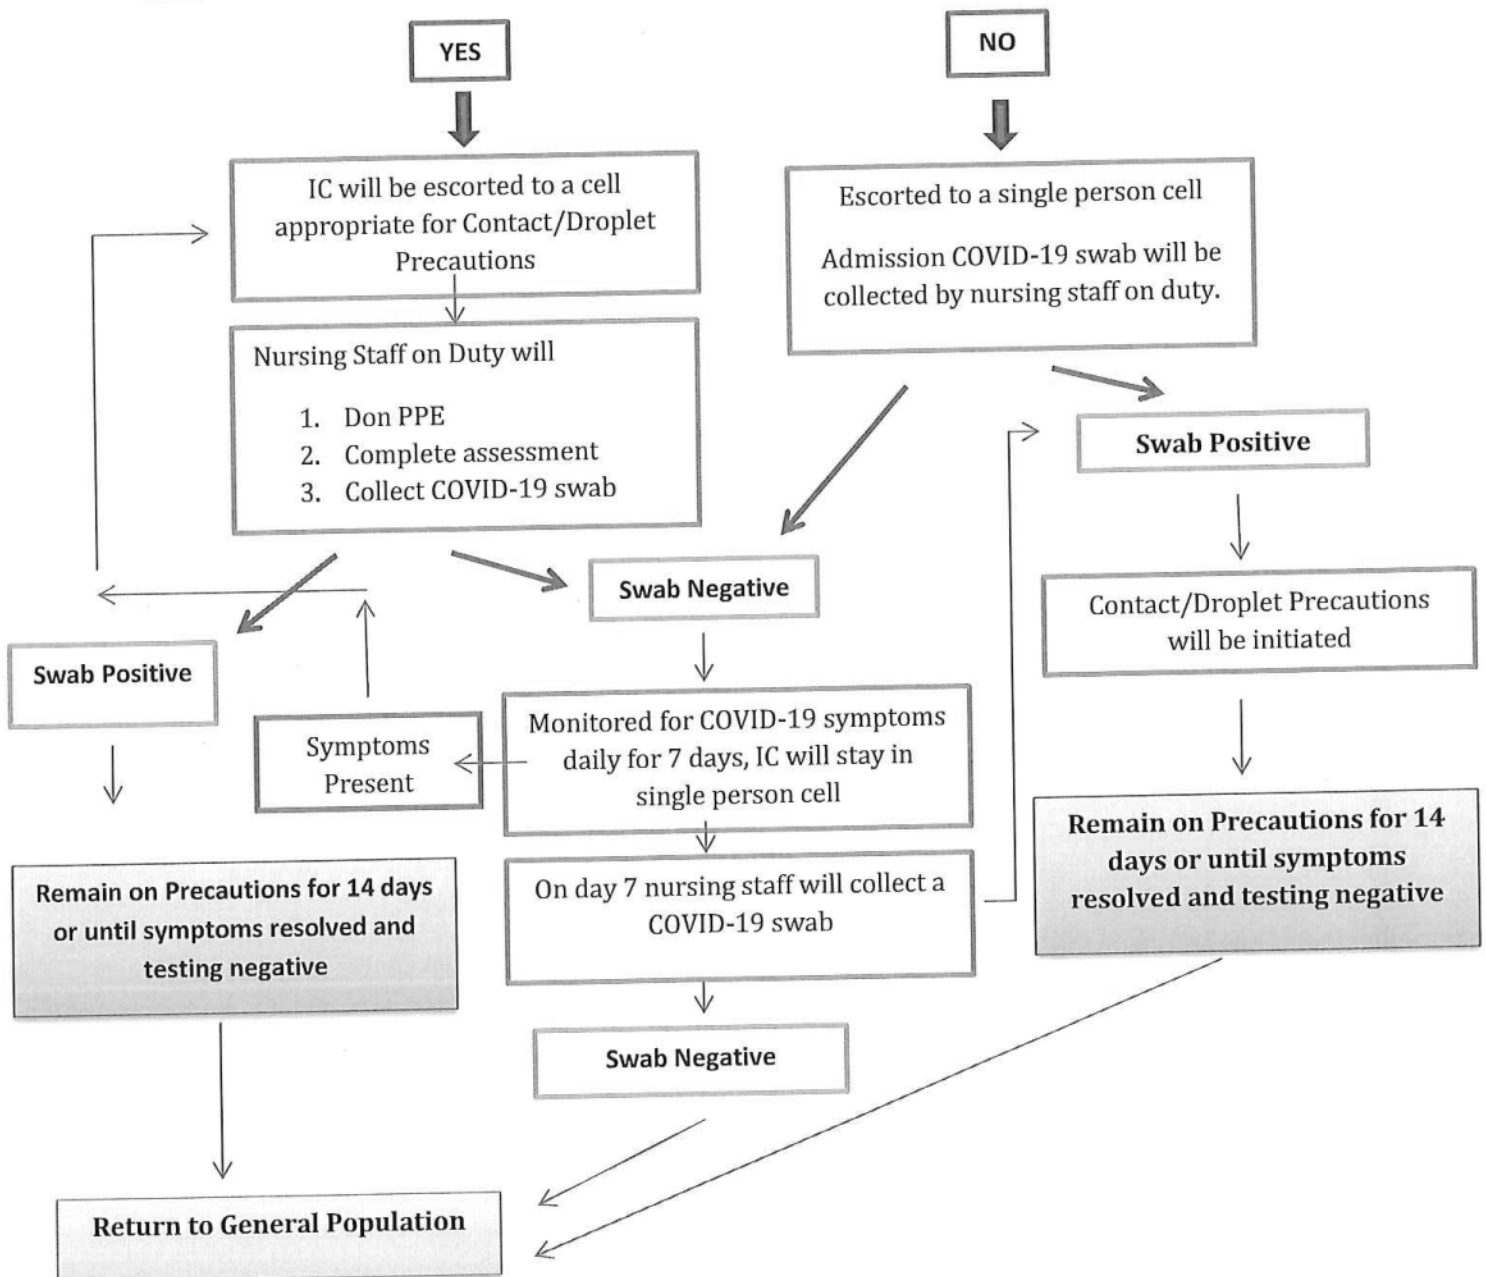 YES
NO
IC will be escorted to a cell
appropriate for Contact/Droplet
Precautions
Escorted to a single person cell
Admission COVID-19 swab will be
collected by nursing staff on duty.
Nursing Staff on Duty will
1. Don PPE
2. Complete assessment
3. Collect COVID-19 swab
Swab Positive
Swab Negative
Contact/Droplet Precautions
will be initiated
Swab Positive
Symptoms
Present
Monitored for COVID-19 symptoms
daily for 7 days, IC will stay in
single person cell
Remain on Precautions for 14
days or until symptoms
resolved and testing negative
Remain on Precautions for 14 days
or until symptoms resolved and
testing negative
On day 7 nursing staff will collect a
COVID-19 swab
Swab Negative
Return to General Population